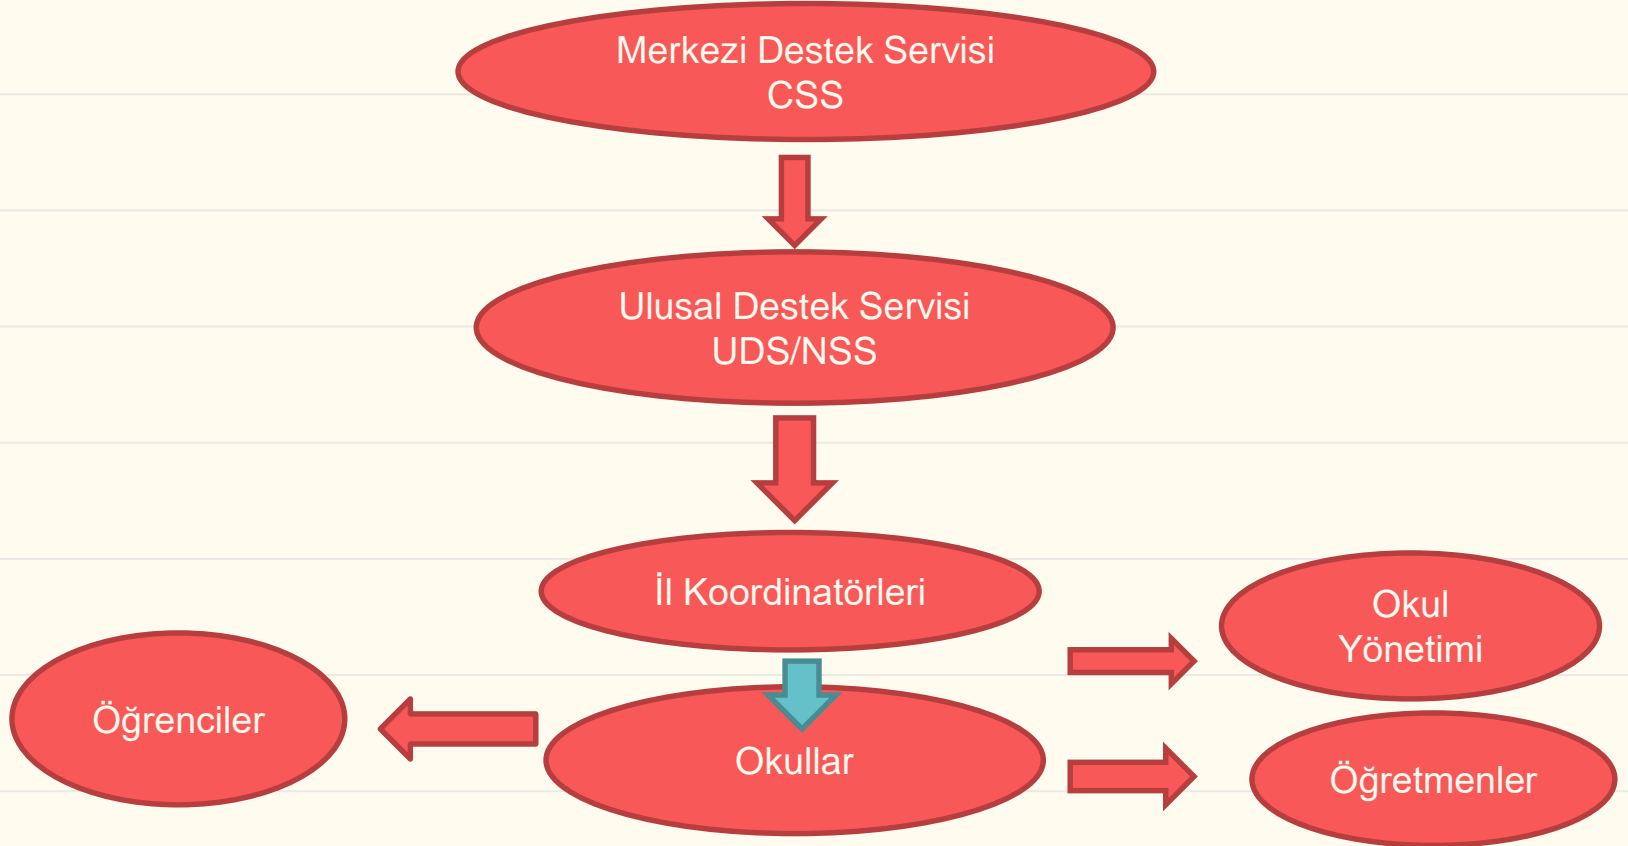 Merkezi Destek Servisi
CSS
Ulusal Destek Servisi
UDS/NSS
İl Koordinatörleri
Okul
Yönetimi
Öğrenciler
Okullar
Öğretmenler